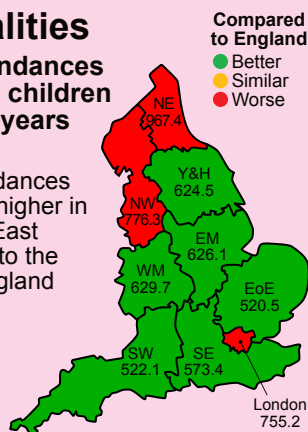 alities
ndances
children
years
dances
higher in
East
to the
gland
Compared
to England
Better
Similar
Worse
NE
967.4
Y&H
624.5
NW
776.3
EM
626.1
WM
629.7
EoE
520.5
SW
522.1
SE
573.4
London
755.2